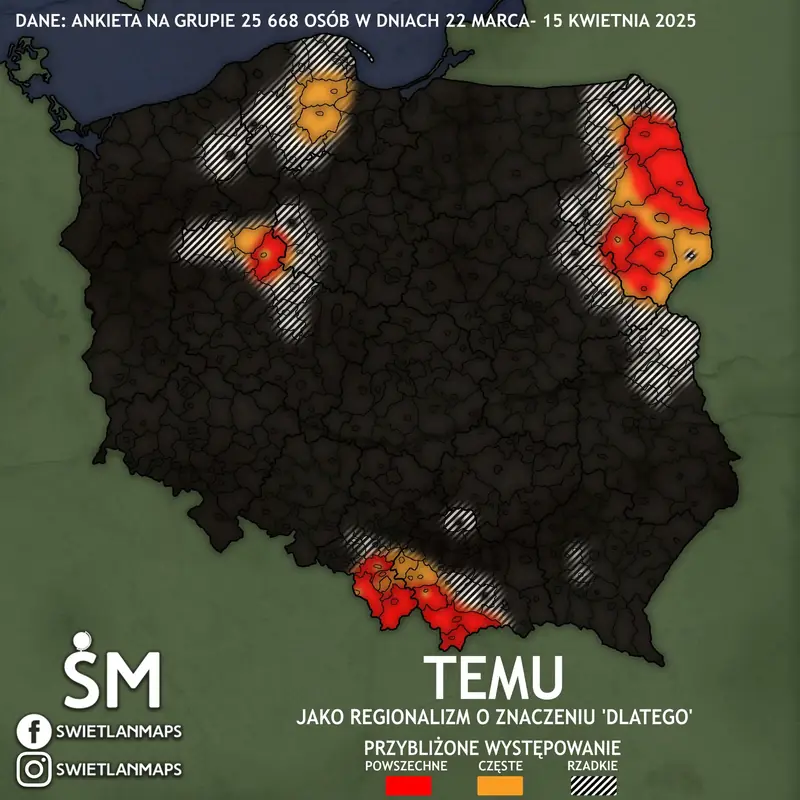 DANE: ANKIETA NA GRUPIE 25 668 OSÓB W DNIACH 22 MARCA- 15 KWIETNIA 2025
ŚM
SWIETLANMAPS
SWIETLANMAPS
TEMU
JAKO REGIONALIZM O ZNACZENIU 'DLATEGO'
PRZYBLIŻONE WYSTĘPOWANIE
POWSZECHNE CZĘSTE RZADKIE